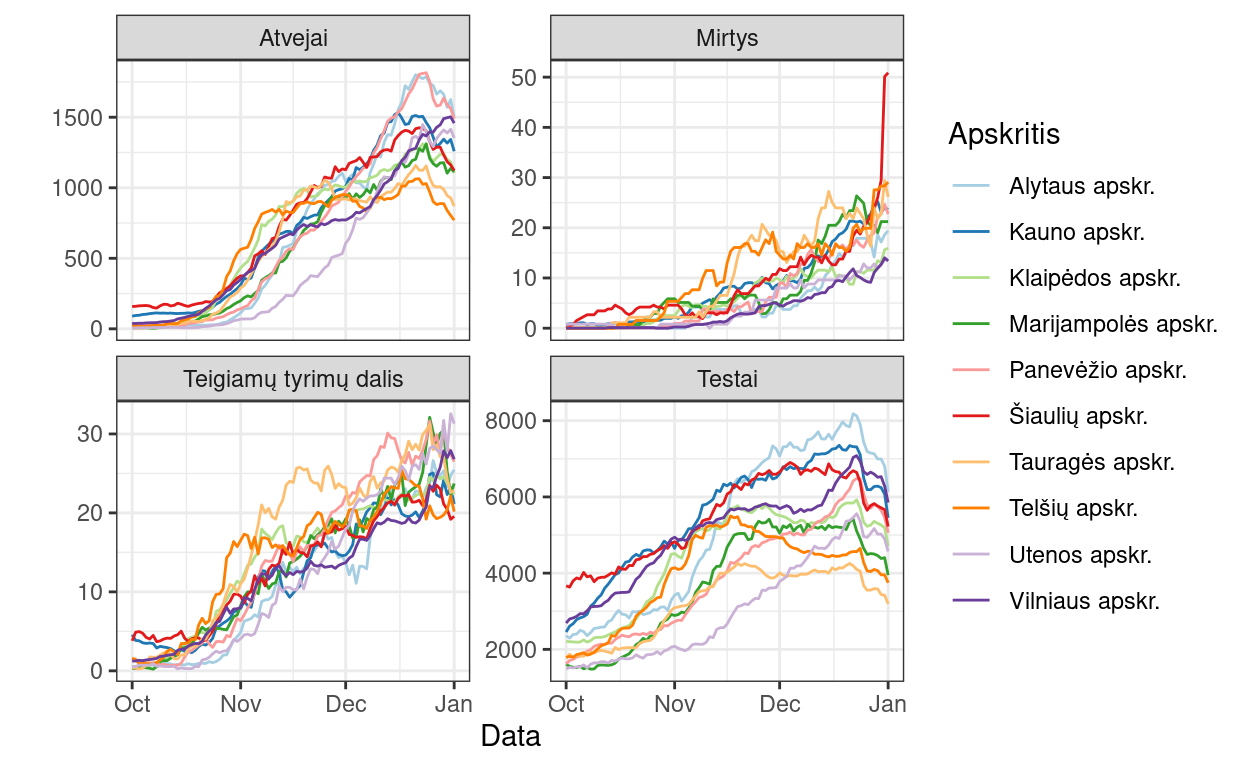 Atvejai
Mirtys
1500
1000
500
0
50
40
30
20
10
0
Teigiamų tyrimų dalis
Testai
30
20
10
0
8000
6000
4000
2000
Oct Nov Dec Jan
Oct Nov Dec Jan
Data
Apskritis
Alytaus apskr.
Kauno apskr.
Klaipėdos apskr.
Marijampolės apskr.
Panevėžio apskr.
Šiaulių apskr.
Tauragės apskr.
Telšių apskr.
Utenos apskr.
Vilniaus apskr.